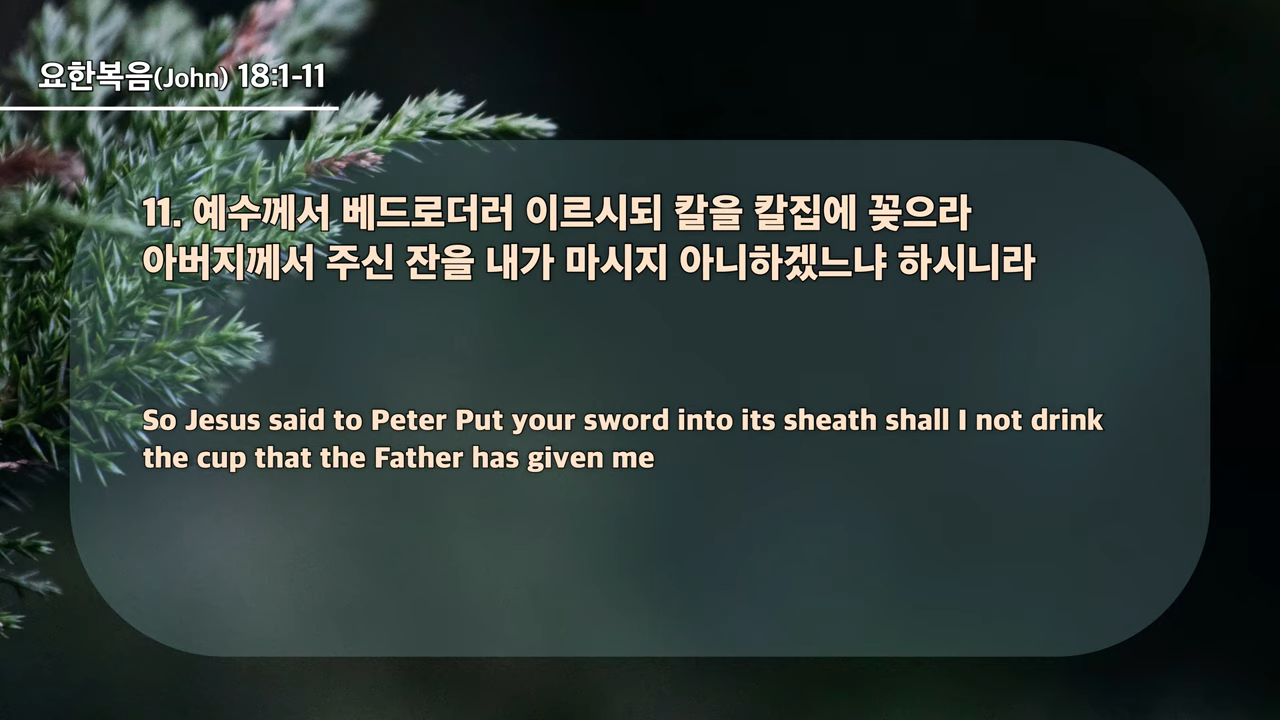 요한복음(John) 18:1-11
11. 예수께서 베드로더러 이르시되 칼을 칼집에 꽂으라
아버지께서 주신 잔을 내가 마시지 아니하겠느냐 하시니라
So Jesus said to Peter Put your sword into its sheath shall I not drink
the cup that the Father has given me